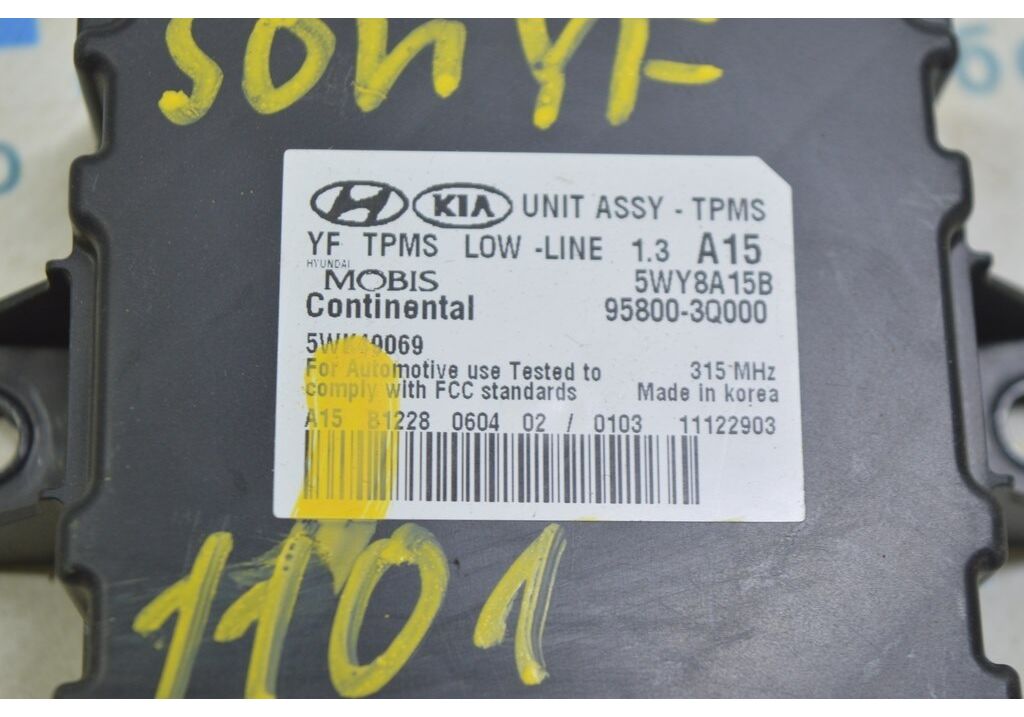 SONYF
KIA UNIT ASSY - TPMS
YF TPMS LOW -LINE 1.3 A15
HYUNDAI
MOBIS 5WY8A15B
Continental 95800-3Q000
5WK49069
For Automotive use Tested to 315 MHz
comply with FCC standards Made in korea
A15 B1228 0604 02 / 0103 11122903
1101